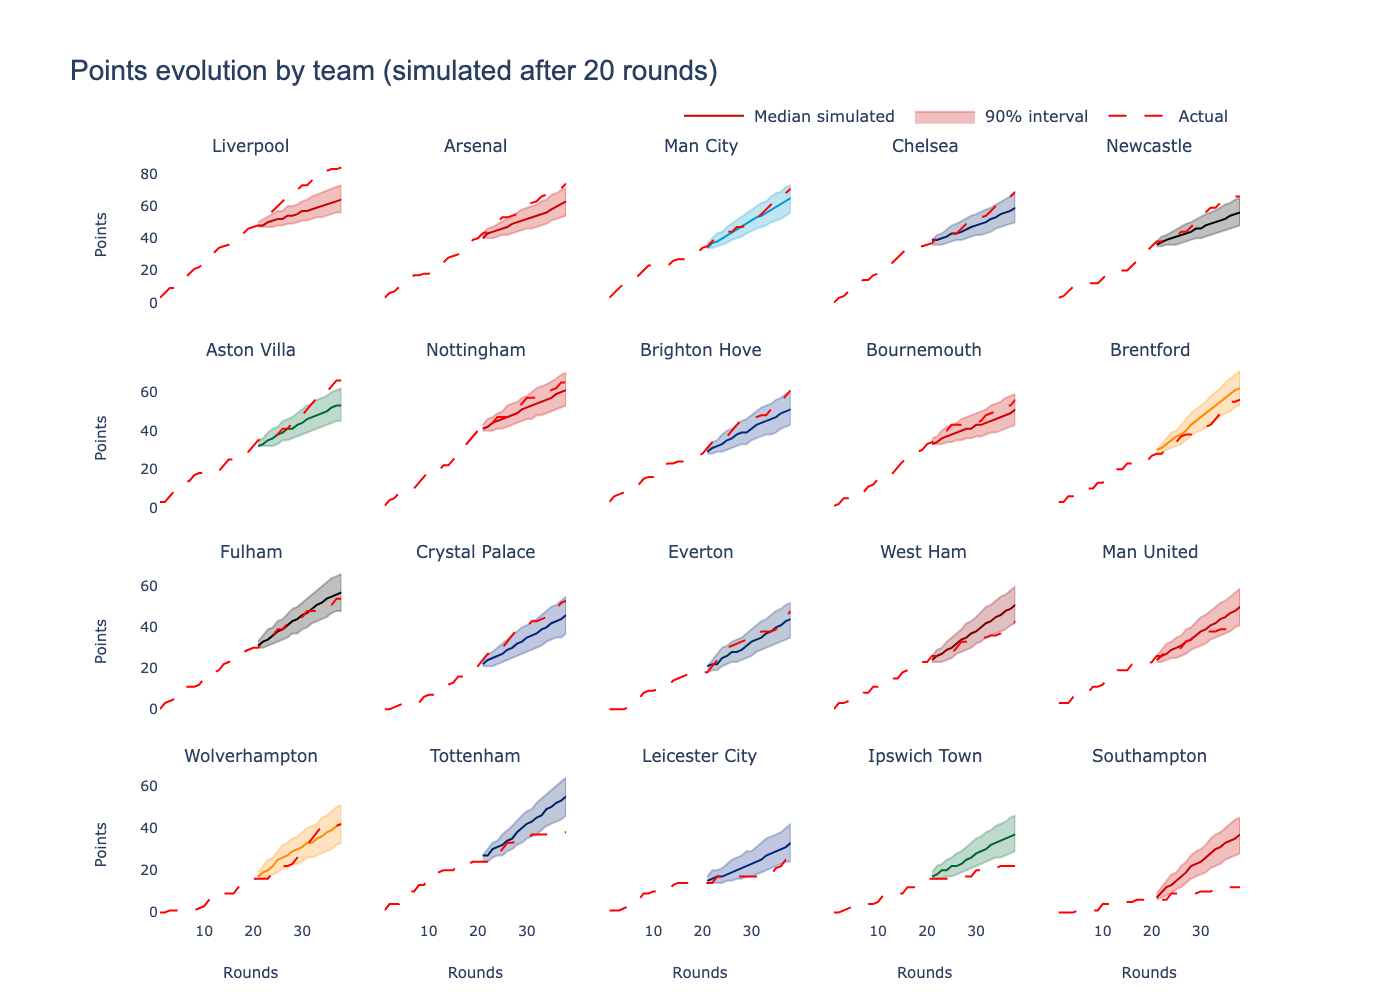 Points evolution by team (simulated after 20 rounds)
Median simulated 90% interval Actual
Liverpool Arsenal Man City Chelsea Newcastle
80
60
40
20
0
Points
Aston Villa Nottingham Brighton Hove Bournemouth Brentford
60
40
20
0
Points
Fulham Crystal Palace Everton West Ham Man United
60
40
20
0
Points
Wolverhampton Tottenham Leicester City Ipswich Town Southampton
60
40
20
0
Points
10 20 30 10 20 30 10 20 30 10 20 30 10 20 30
Rounds Rounds Rounds Rounds Rounds